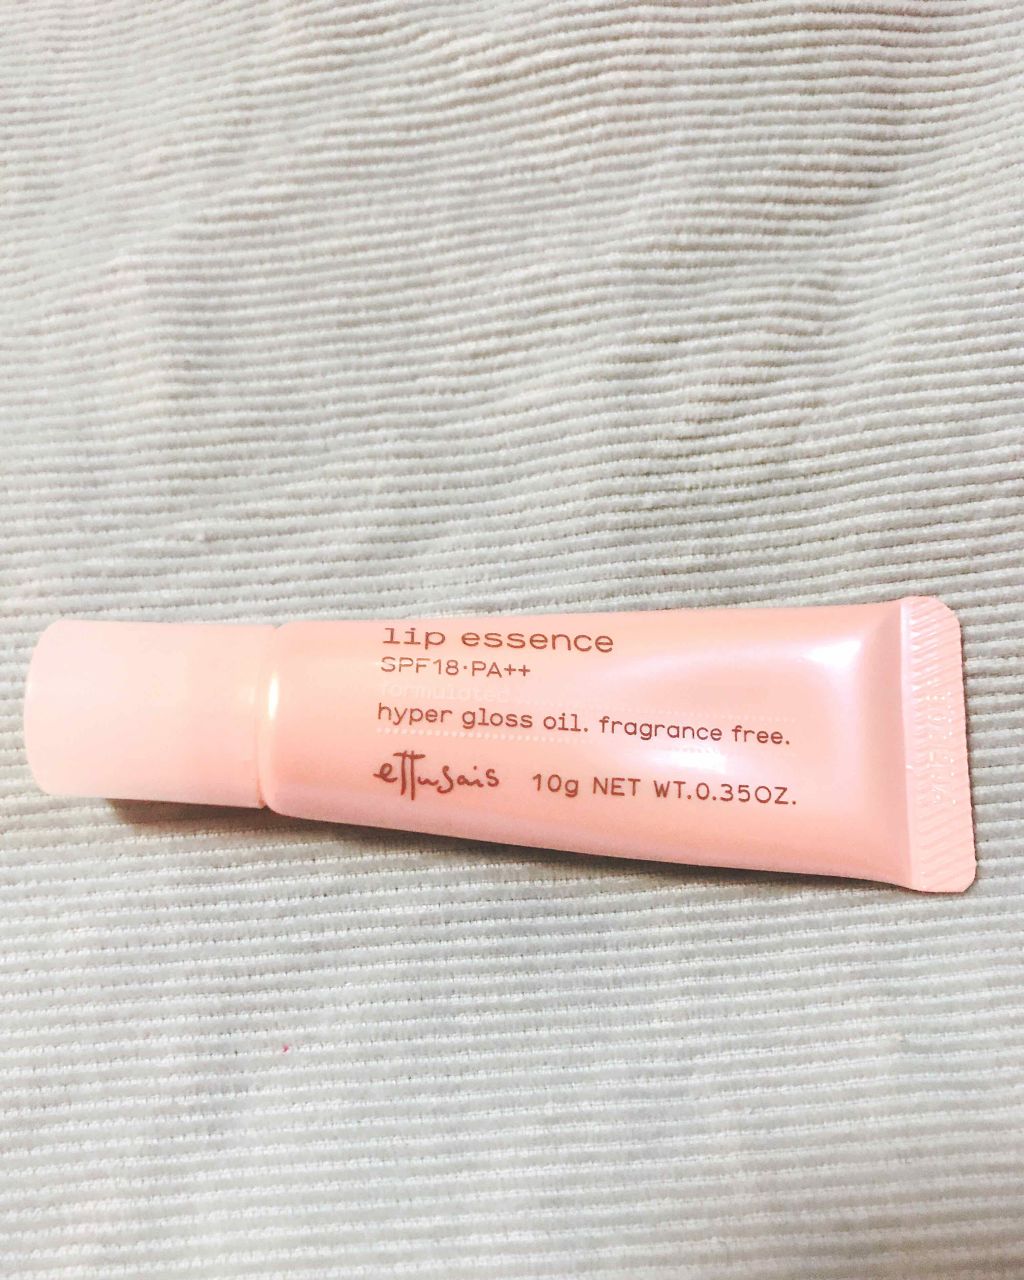 lip essence
SPF18·PA++
formulated
hyper gloss oil. fragrance free.
ettusais 10g NET WT.0.35OZ.